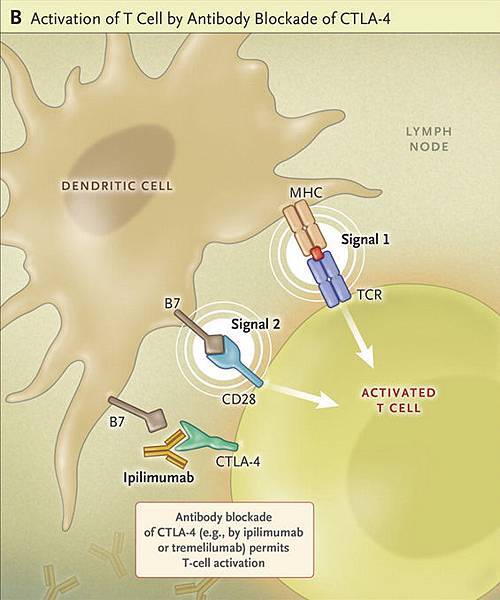 B Activation of T Cell by Antibody Blockade of CTLA-4
LYMPH
NODE
DENDRITIC CELL
MHC
Signal 1
TCR
B7
Signal 2
CD28
ACTIVATED
T CELL
B7
CTLA-4
Ipilimumab
Antibody blockade
of CTLA-4 (e.g., by ipilimumab
or tremelilumab) permits
T-cell activation